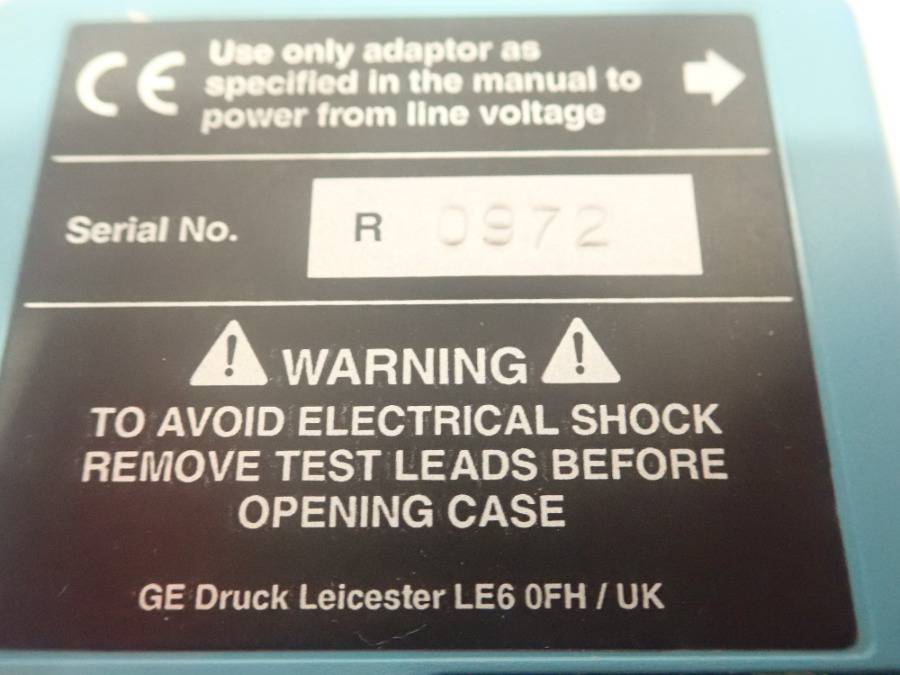 CE Use only adaptor as
specified in the manual to
power from line voltage
Serial No. R 0972
WARNING
TO AVOID ELECTRICAL SHOCK
REMOVE TEST LEADS BEFORE
OPENING CASE
GE Druck Leicester LE6 0FH / UK